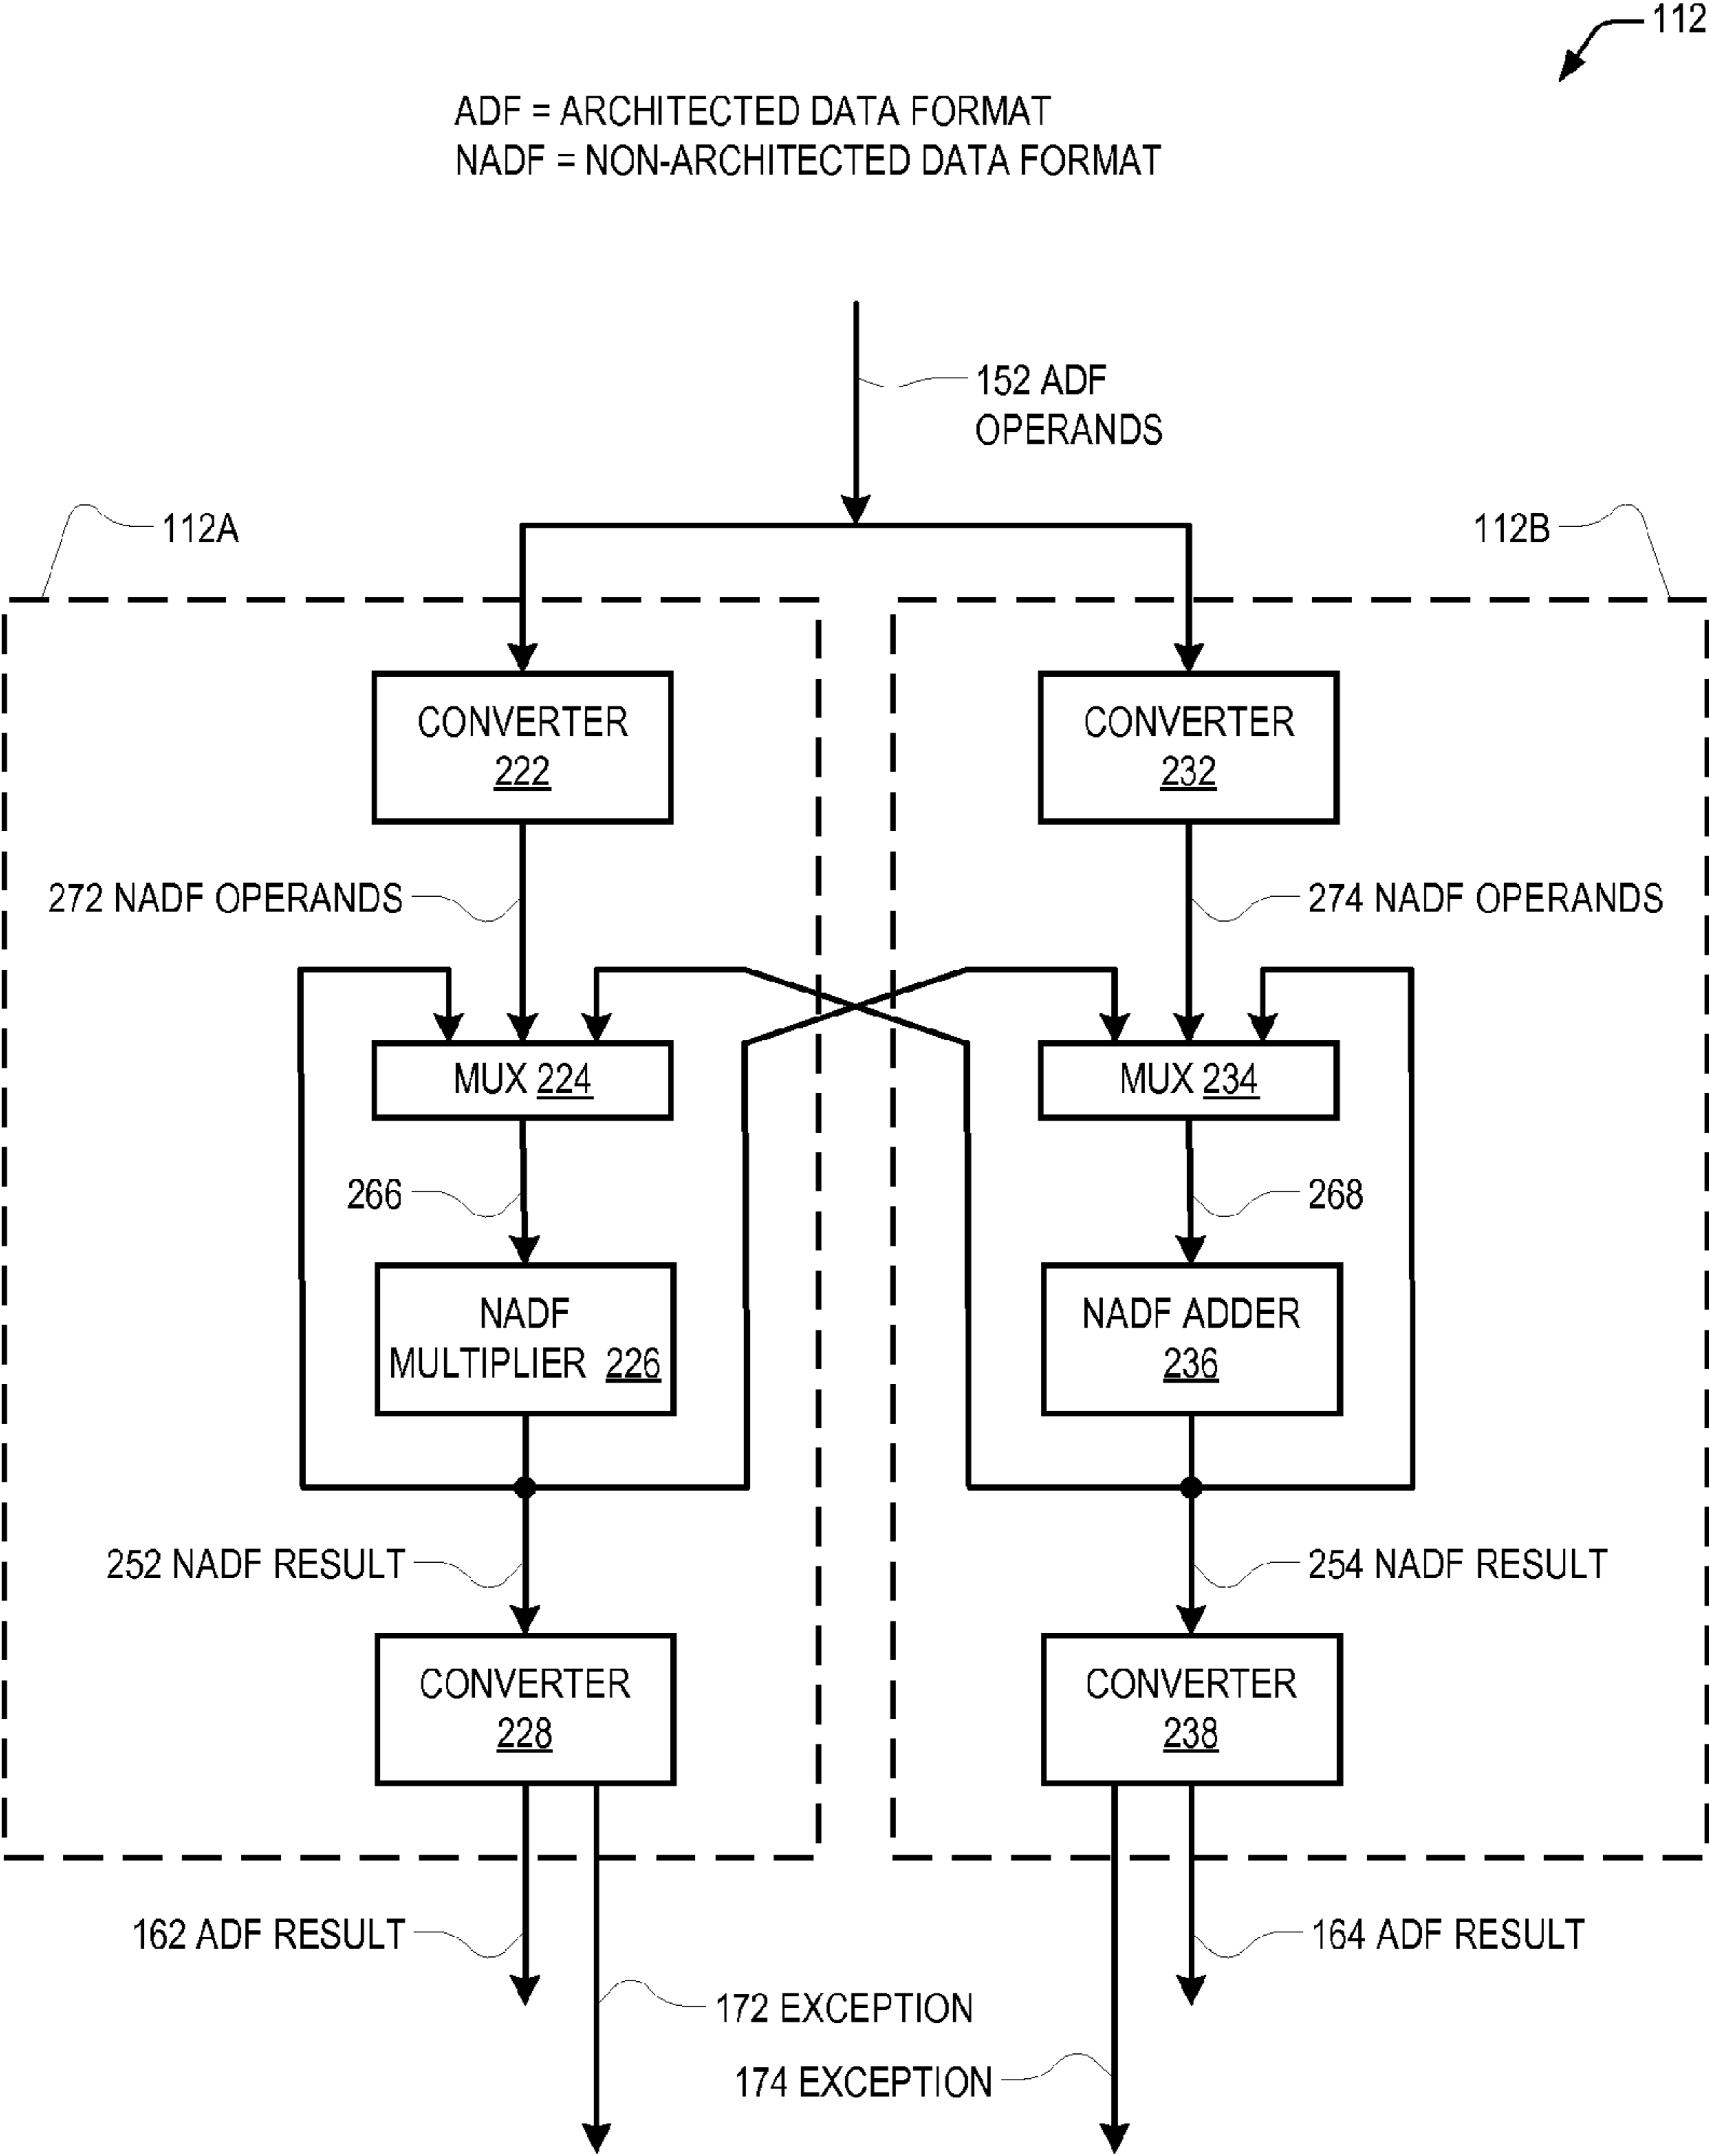 112
ADF = ARCHITECTED DATA FORMAT
NADF = NON-ARCHITECTED DATA FORMAT
152 ADF
OPERANDS
112A
112B
CONVERTER
222
CONVERTER
232
272 NADF OPERANDS
274 NADF OPERANDS
MUX 224
MUX 234
266
268
NADF
MULTIPLIER 226
NADF ADDER
236
252 NADF RESULT
254 NADF RESULT
CONVERTER
228
CONVERTER
238
162 ADF RESULT
164 ADF RESULT
172 EXCEPTION
174 EXCEPTION